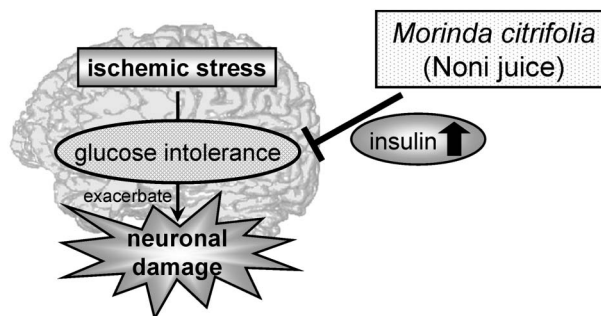 ischemic stress
Morinda citrifolia
(Noni juice)
insulin
glucose intolerance
exacerbate
neuronal
damage